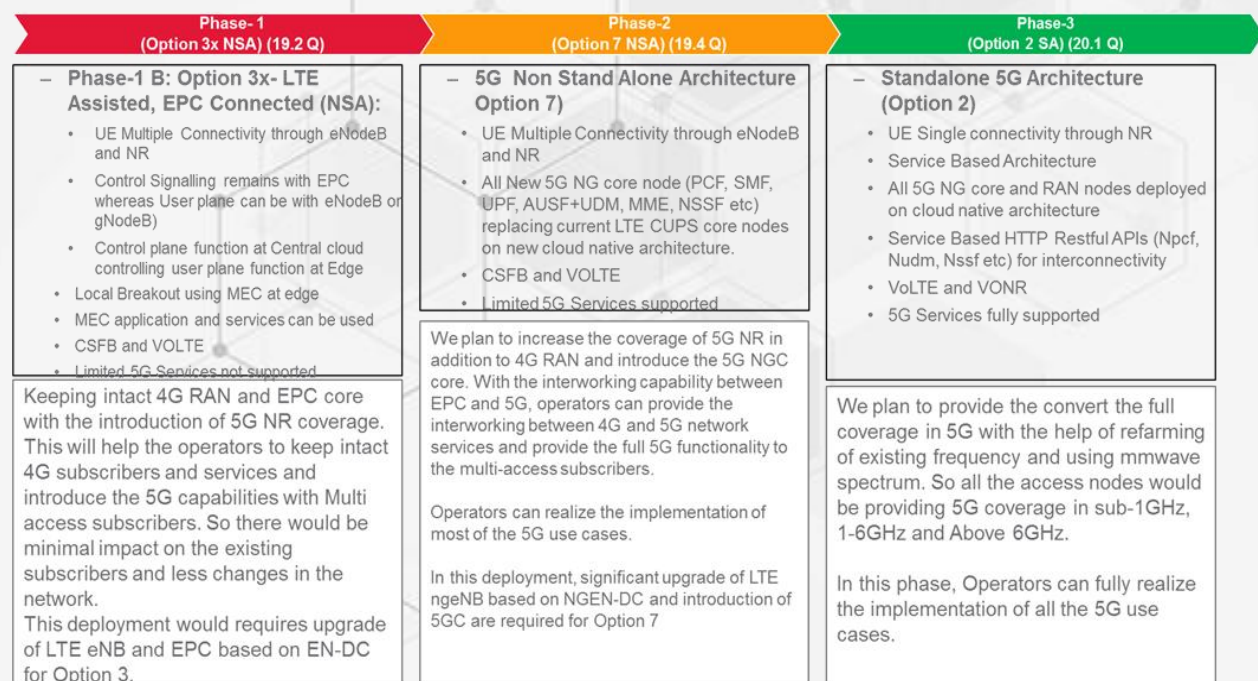 Phase- 1
(Option 3x NSA) (19.2 Q)
Phase-2
(Option 7 NSA) (19.4 Q)
Phase-3
(Option 2 SA) (20.1 Q)
– Phase-1 B: Option 3x- LTE
Assisted, EPC Connected (NSA):
• UE Multiple Connectivity through eNodeB
and NR
• Control Signalling remains with EPC
whereas User plane can be with eNodeB or
gNodeB)
• Control plane function at Central cloud
controlling user plane function at Edge
• Local Breakout using MEC at edge
• MEC application and services can be used
• CSFB and VOLTE
• Limited 5G Services not supported
Keeping intact 4G RAN and EPC core
with the introduction of 5G NR coverage.
This will help the operators to keep intact
4G subscribers and services and
introduce the 5G capabilities with Multi
access subscribers. So there would be
minimal impact on the existing
subscribers and less changes in the
network.
This deployment would requires upgrade
of LTE eNB and EPC based on EN-DC
for Option 3.
– 5G Non Stand Alone Architecture
Option 7)
• UE Multiple Connectivity through eNodeB
and NR
• All New 5G NG core node (PCF, SMF,
UPF, AUSF+UDM, MME, NSSF etc)
replacing current LTE CUPS core nodes
on new cloud native architecture.
• CSFB and VOLTE
• Limited 5G Services supported
We plan to increase the coverage of 5G NR in
addition to 4G RAN and introduce the 5G NGC
core. With the interworking capability between
EPC and 5G, operators can provide the
interworking between 4G and 5G network
services and provide the full 5G functionality to
the multi-access subscribers.
Operators can realize the implementation of
most of the 5G use cases.
In this deployment, significant upgrade of LTE
ngeNB based on NGEN-DC and introduction of
5GC are required for Option 7
– Standalone 5G Architecture
(Option 2)
• UE Single connectivity through NR
• Service Based Architecture
• All 5G NG core and RAN nodes deployed
on cloud native architecture
• Service Based HTTP Restful APIs (Npcf,
Nudm, Nssf etc) for interconnectivity
• VoLTE and VONR
• 5G Services fully supported
We plan to provide the convert the full
coverage in 5G with the help of refarming
of existing frequency and using mmwave
spectrum. So all the access nodes would
be providing 5G coverage in sub-1GHz,
1-6GHz and Above 6GHz.
In this phase, Operators can fully realize
the implementation of all the 5G use
cases.